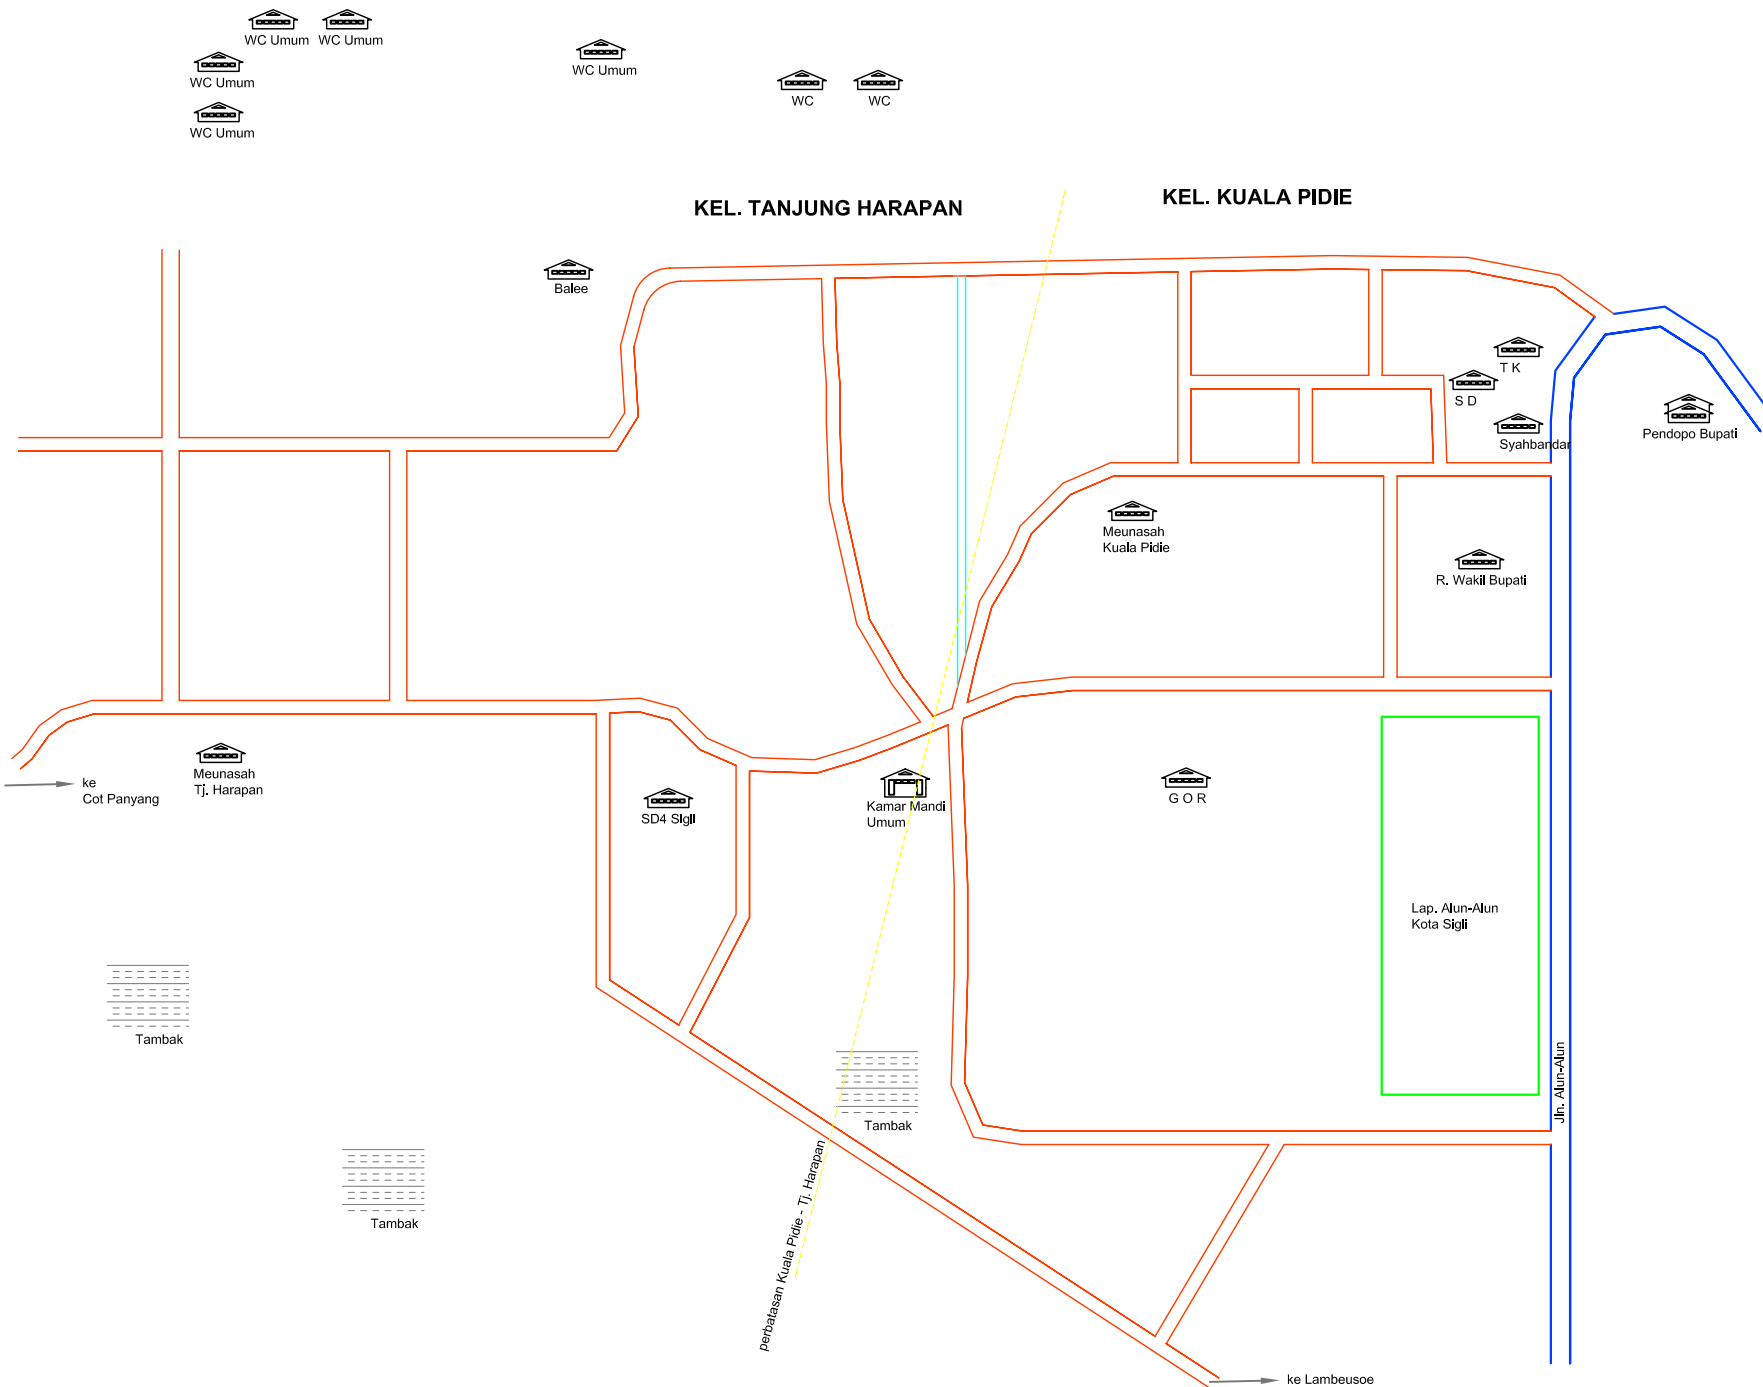 WC Umum
WC Umum
WC Umum
WC Umum
WC Umum
WC
WC
KEL. TANJUNG HARAPAN
KEL. KUALA PIDIE
Balee
T K
S D
Syahbandar
Pendopo Bupati
Meunasah
Kuala Pidie
R. Wakil Bupati
Meunasah
Tj. Harapan
ke
Cot Panyang
SD4 Sigli
Kamar Mandi
Umum
G O R
Lap. Alun-Alun
Kota Sigli
Jln. Alun-Alun
Tambak
Tambak
Tambak
perbatasan Kuala Pidie - Tj. Harapan
ke Lambeusoe